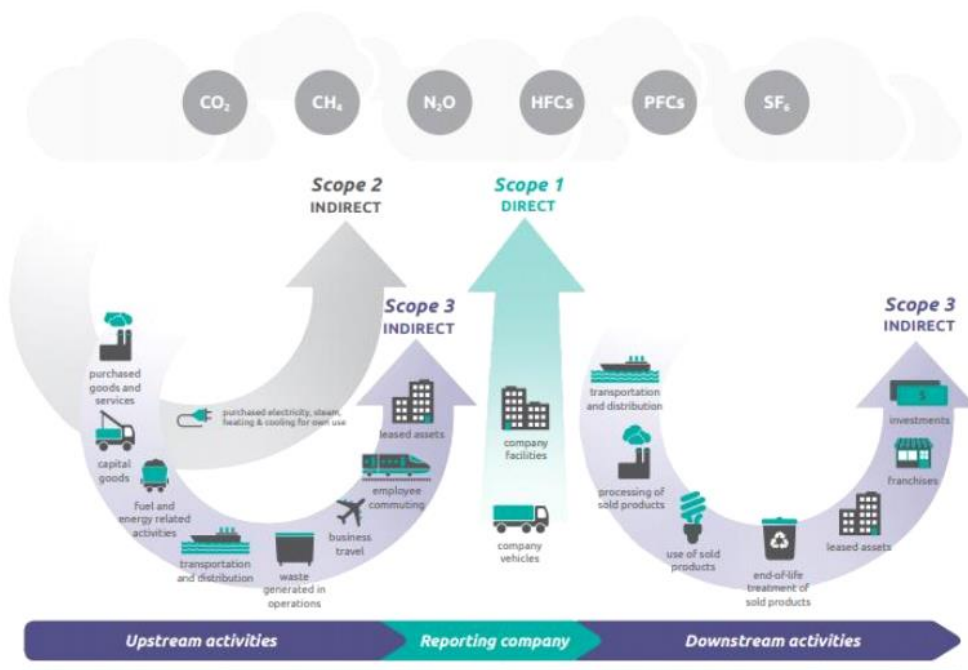 CO₂
CH₄
N₂O
HFCs
PFCs
SF₆
Scope 2
INDIRECT
Scope 1
DIRECT
Scope 3
INDIRECT
Scope 3
INDIRECT
purchased
goods and
services
capital
goods
fuel and
energy related
activities
transportation
and distribution
waste
generated in
operations
business
travel
employee
commuting
leased assets
purchased electricity, steam,
heating & cooling for own use
company
facilities
company
vehicles
transportation
and distribution
processing of
sold products
use of sold
products
end-of-life
treatment of
sold products
leased assets
franchises
$
investments
Upstream activities
Reporting company
Downstream activities